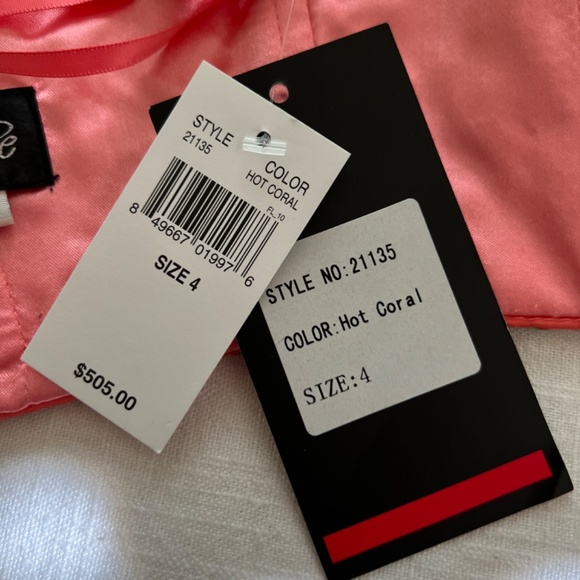 STYLE
21135
COLOR
HOT CORAL
FL_10
8 49667 01997 6
SIZE 4
$505.00
STYLE NO:21135
COLOR:Hot Coral
SIZE:4